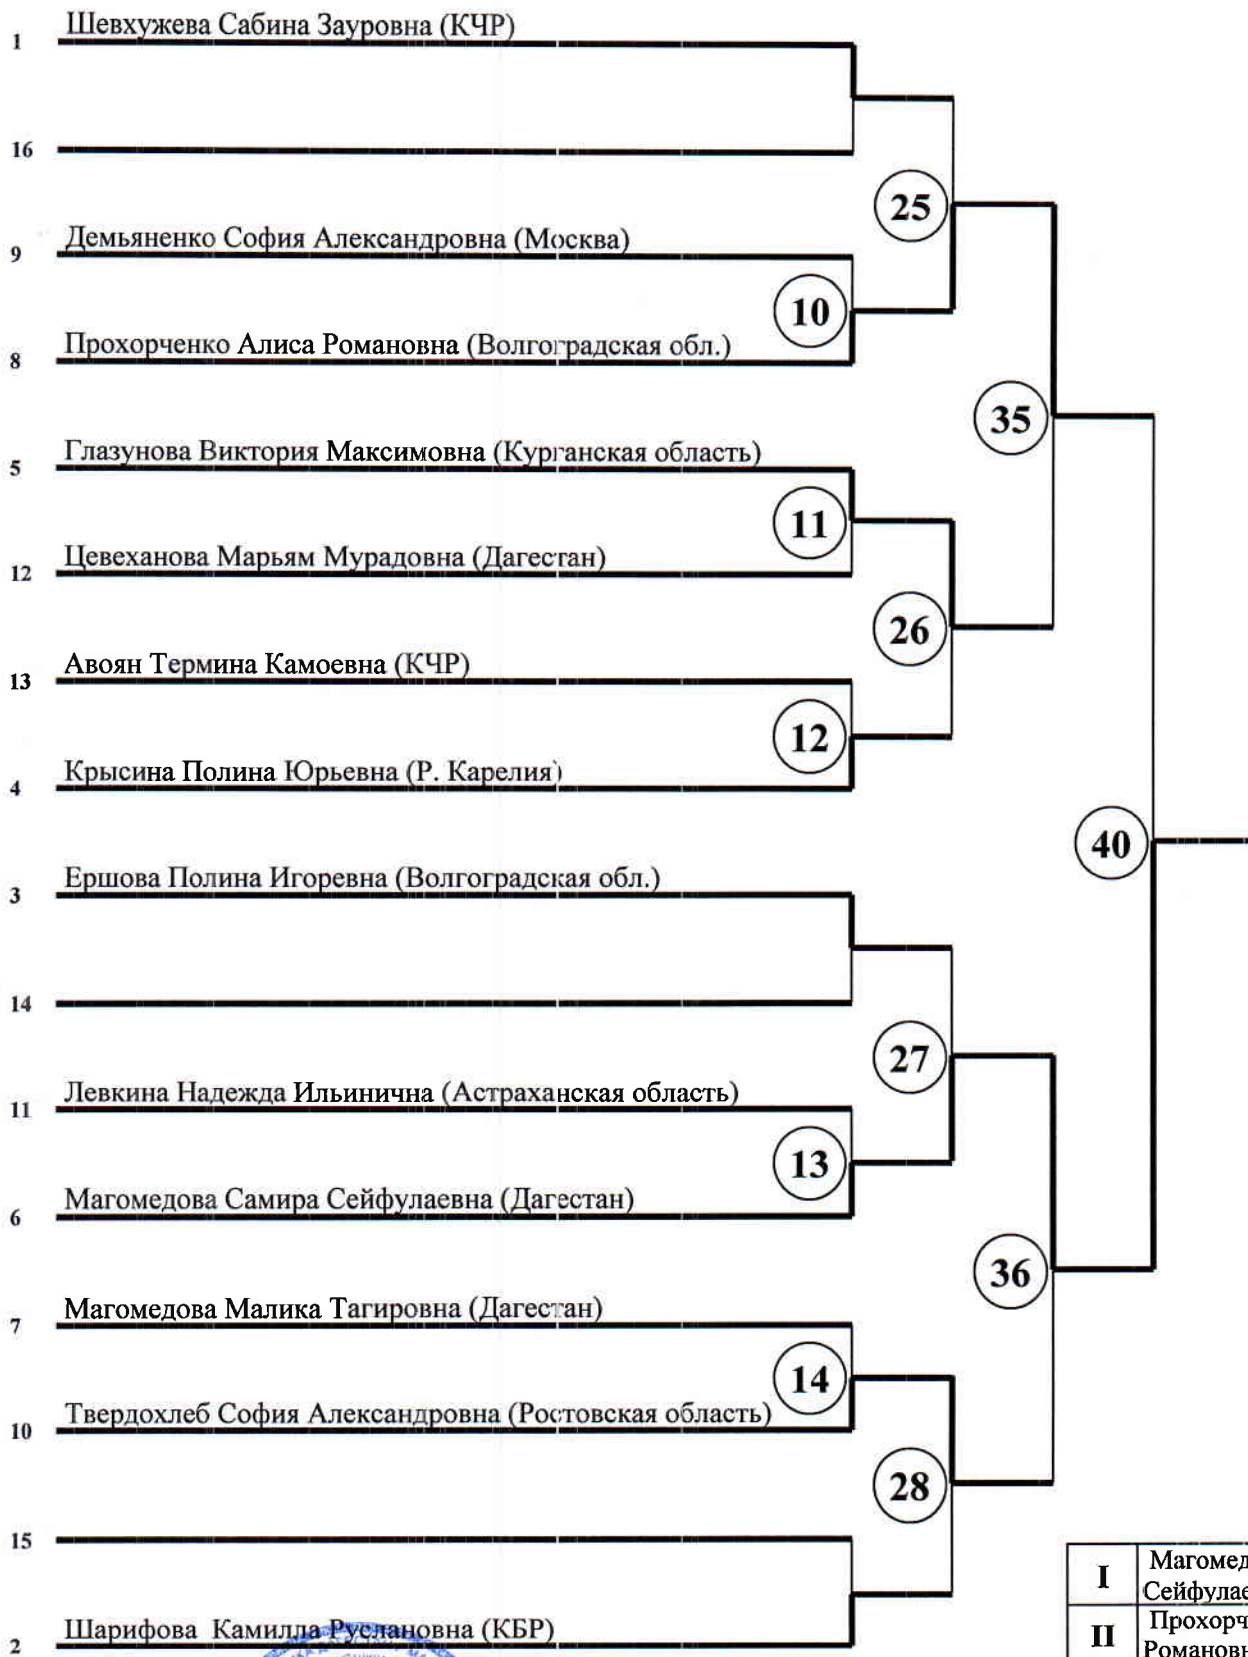 1 Шевхужева Сабина Зауровна (КЧР)
16
25
9 Демьяненко София Александровна (Москва)
10
8 Прохорченко Алиса Романовна (Волгоградская обл.)
35
5 Глазунова Виктория Максимовна (Курганская область)
11
12 Цевеханова Марьям Мурадовна (Дагестан)
26
13 Авоян Термина Камоевна (КЧР)
12
4 Крысина Полина Юрьевна (Р. Карелия)
40
3 Ершова Полина Игоревна (Волгоградская обл.)
14
27
11 Левкина Надежда Ильинична (Астраханская область)
13
6 Магомедова Самира Сейфулаевна (Дагестан)
36
7 Магомедова Малика Тагировна (Дагестан)
14
10 Твердохлеб София Александровна (Ростовская область)
28
15
2 Шарифова Камилла Руслановна (КБР)
I Магомед
Сейфулае
II Прохорч
Романовн